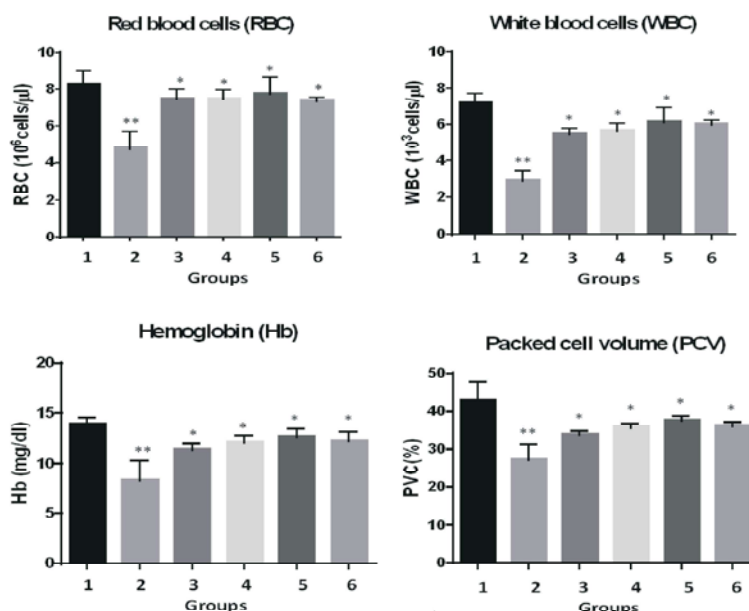 Red blood cells (RBC)
RBC (10⁶cells/µl)
8
6
4
2
0
*
*
*
*
**
1 2 3 4 5 6
Groups
White blood cells (WBC)
WBC (10³cells/µl)
10
8
6
4
2
0
*
*
*
*
**
1 2 3 4 5 6
Groups
Hemoglobin (Hb)
Hb (mg/dl)
20
15
10
5
0
**
*
*
*
*
1 2 3 4 5 6
Groups
Packed cell volume (PCV)
PVC(%)
50
40
30
20
10
0
**
*
*
*
*
1 2 3 4 5 6
Groups